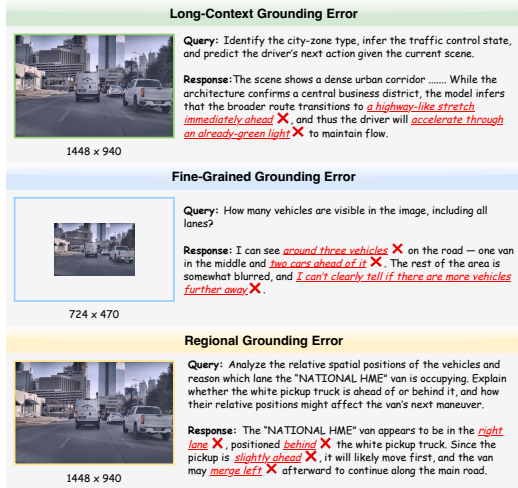 Long-Context Grounding Error
Query: Identify the city-zone type, infer the traffic control state,
and predict the driver's next action given the current scene.
Response:The scene shows a dense urban corridor ....... While the
architecture confirms a central business district, the model infers
that the broader route transitions to a highway-like stretch
immediately ahead ❌, and thus the driver will accelerate through
an already-green light ❌ to maintain flow.
1448 x 940
Fine-Grained Grounding Error
Query: How many vehicles are visible in the image, including all
lanes?
Response: I can see around three vehicles ❌ on the road — one van
in the middle and two cars ahead of it ❌. The rest of the area is
somewhat blurred, and I can't clearly tell if there are more vehicles
further away❌.
724 x 470
Regional Grounding Error
Query: Analyze the relative spatial positions of the vehicles and
reason which lane the "NATIONAL HME" van is occupying. Explain
whether the white pickup truck is ahead of or behind it, and how
their relative positions might affect the van's next maneuver.
Response: The "NATIONAL HME" van appears to be in the right
lane ❌, positioned behind ❌ the white pickup truck. Since the
pickup is slightly ahead ❌, it will likely move first, and the van
may merge left ❌ afterward to continue along the main road.
1448 x 940